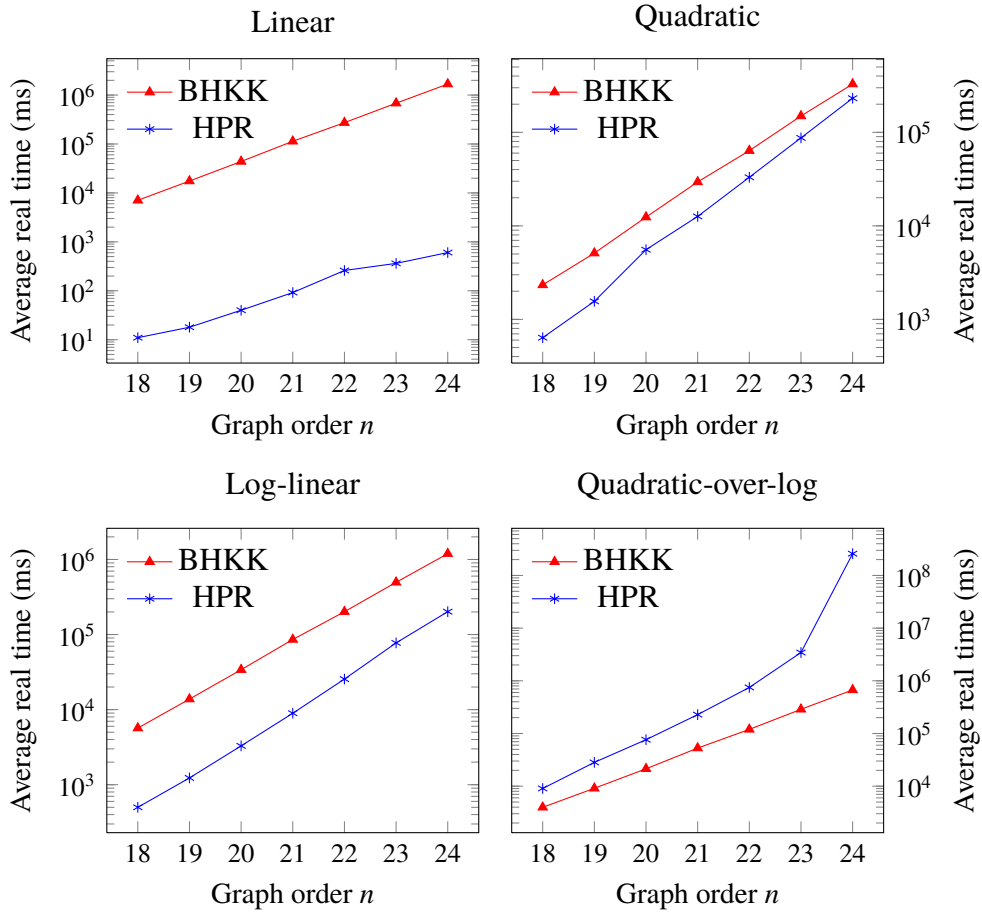 Linear
Average real time (ms)
10^6
10^5
10^4
10^3
10^2
10^1
BHKK
HPR
18 19 20 21 22 23 24
Graph order n
Quadratic
BHKK
HPR
10^5
10^4
10^3
Average real time (ms)
18 19 20 21 22 23 24
Graph order n
Log-linear
Average real time (ms)
10^6
10^5
10^4
10^3
BHKK
HPR
18 19 20 21 22 23 24
Graph order n
Quadratic-over-log
BHKK
HPR
10^8
10^7
10^6
10^5
10^4
Average real time (ms)
18 19 20 21 22 23 24
Graph order n